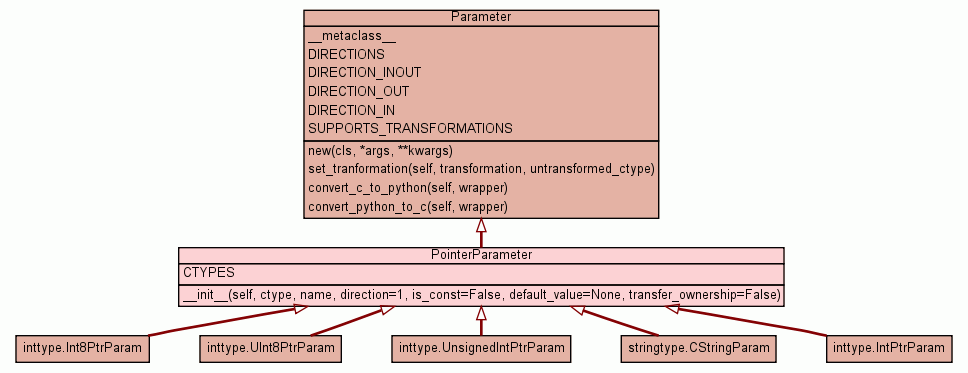 Parameter
__metaclass__
DIRECTIONS
DIRECTION_INOUT
DIRECTION_OUT
DIRECTION_IN
SUPPORTS_TRANSFORMATIONS
new(cls, *args, **kwargs)
set_tranformation(self, transformation, untransformed_ctype)
convert_c_to_python(self, wrapper)
convert_python_to_c(self, wrapper)
PointerParameter
CTYPES
__init__(self, ctype, name, direction=1, is_const=False, default_value=None, transfer_ownership=False)
inttype.Int8PtrParam
inttype.UInt8PtrParam
inttype.UnsignedIntPtrParam
stringtype.CStringParam
inttype.IntPtrParam